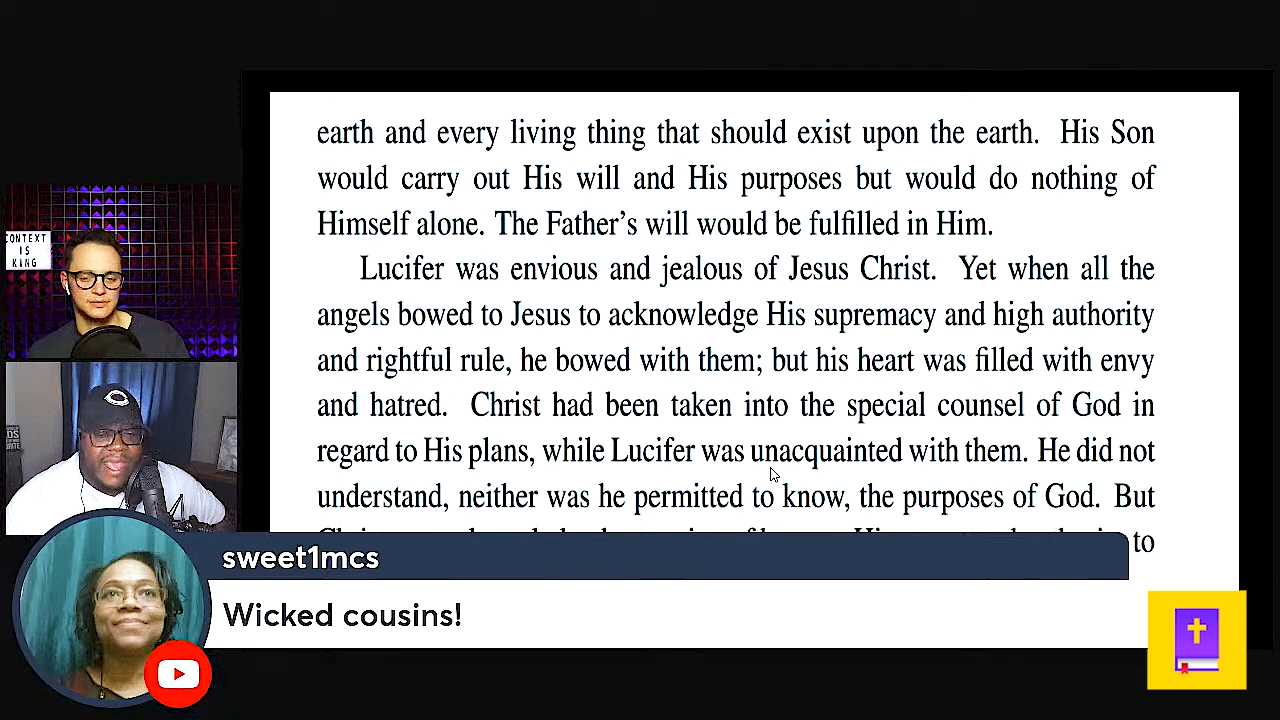 earth and every living thing that should exist upon the earth. His Son
would carry out His will and His purposes but would do nothing of
Himself alone. The Father’s will would be fulfilled in Him.
Lucifer was envious and jealous of Jesus Christ. Yet when all the
angels bowed to Jesus to acknowledge His supremacy and high authority
and rightful rule, he bowed with them; but his heart was filled with envy
and hatred. Christ had been taken into the special counsel of God in
regard to His plans, while Lucifer was unacquainted with them. He did not
understand, neither was he permitted to know, the purposes of God. But
to
CONTEXT
IS
KING
sweet1mcs
Wicked cousins!